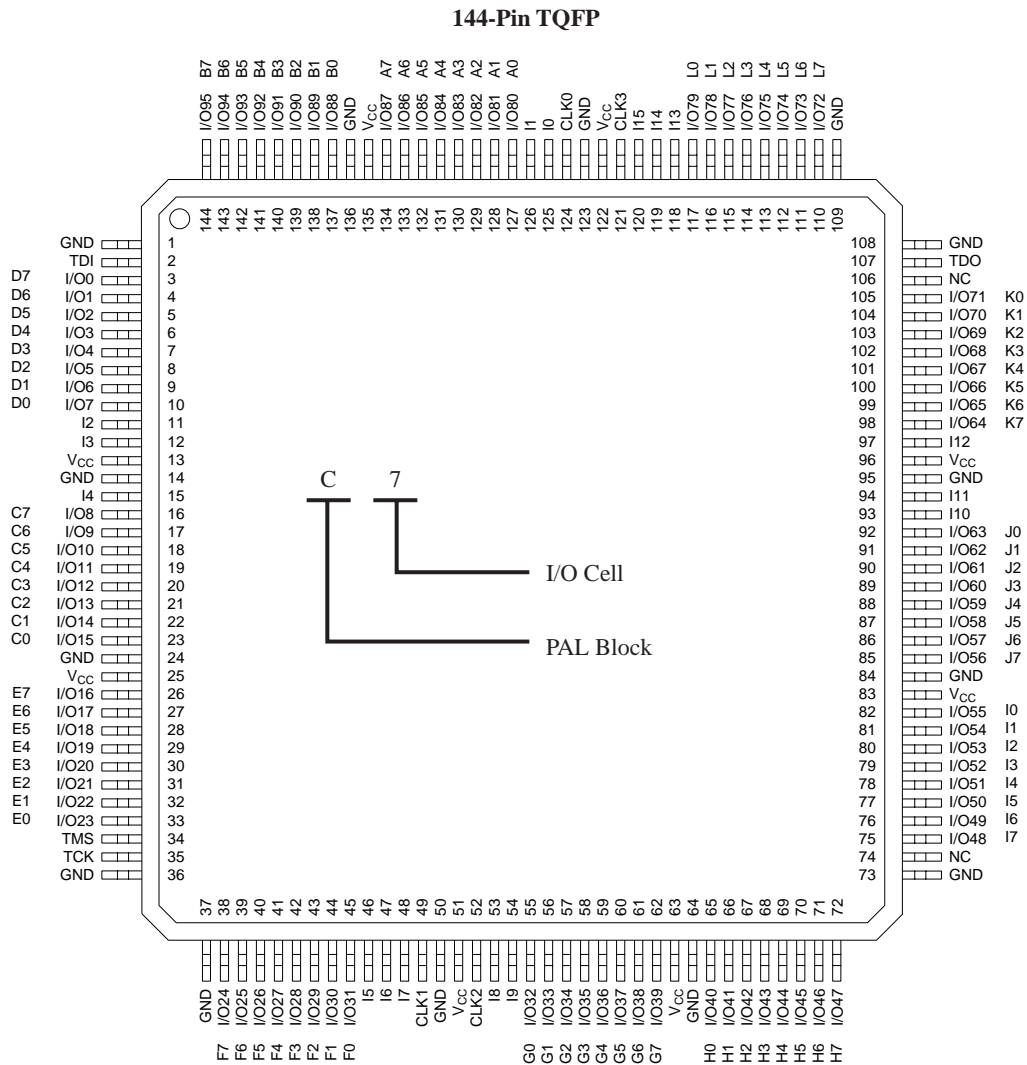 144-Pin TQFP
B7 B6 B5 B4 B3 B2 B1 B0 A7 A6 A5 A4 A3 A2 A1 A0 L0 L1 L2 L3 L4 L5 L6 L7
I/O95 I/O94 I/O93 I/O92 I/O91 I/O90 I/O89 I/O88 GND VCC I/O87 I/O86 I/O85 I/O84 I/O83 I/O82 I/O81 I/O80 I1 I0 CLK0 GND VCC CLK3 I15 I14 I13 I/O79 I/O78 I/O77 I/O76 I/O75 I/O74 I/O73 I/O72 GND
144 143 142 141 140 139 138 137 136 135 134 133 132 131 130 129 128 127 126 125 124 123 122 121 120 119 118 117 116 115 114 113 112 111 110 109
GND 1 108 GND
TDI 2 107 TDO
D7 I/O0 3 106 NC
D6 I/O1 4 105 I/O71 K0
D5 I/O2 5 104 I/O70 K1
D4 I/O3 6 103 I/O69 K2
D3 I/O4 7 102 I/O68 K3
D2 I/O5 8 101 I/O67 K4
D1 I/O6 9 100 I/O66 K5
D0 I/O7 10 99 I/O65 K6
I2 11 98 I/O64 K7
I3 12 97 I12
VCC 13 96 VCC
GND 14 95 GND
I4 15 94 I11
C7 I/O8 16 93 I10
C6 I/O9 17 92 I/O63 J0
C5 I/O10 18 91 I/O62 J1
C4 I/O11 19 90 I/O61 J2
C3 I/O12 20 89 I/O60 J3
C2 I/O13 21 88 I/O59 J4
C1 I/O14 22 87 I/O58 J5
C0 I/O15 23 86 I/O57 J6
GND 24 85 I/O56 J7
VCC 25 84 GND
E7 I/O16 26 83 VCC
E6 I/O17 27 82 I/O55 I0
E5 I/O18 28 81 I/O54 I1
E4 I/O19 29 80 I/O53 I2
E3 I/O20 30 79 I/O52 I3
E2 I/O21 31 78 I/O51 I4
E1 I/O22 32 77 I/O50 I5
E0 I/O23 33 76 I/O49 I6
TMS 34 75 I/O48 I7
TCK 35 74 NC
GND 36 73 GND
C 7
I/O Cell
PAL Block
37 38 39 40 41 42 43 44 45 46 47 48 49 50 51 52 53 54 55 56 57 58 59 60 61 62 63 64 65 66 67 68 69 70 71 72
GND I/O24 I/O25 I/O26 I/O27 I/O28 I/O29 I/O30 I/O31 I5 I6 I7 CLK1 GND VCC CLK2 I8 I9 I/O32 I/O33 I/O34 I/O35 I/O36 I/O37 I/O38 I/O39 VCC GND I/O40 I/O41 I/O42 I/O43 I/O44 I/O45 I/O46 I/O47
F7 F6 F5 F4 F3 F2 F1 F0 G0 G1 G2 G3 G4 G5 G6 G7 H0 H1 H2 H3 H4 H5 H6 H7